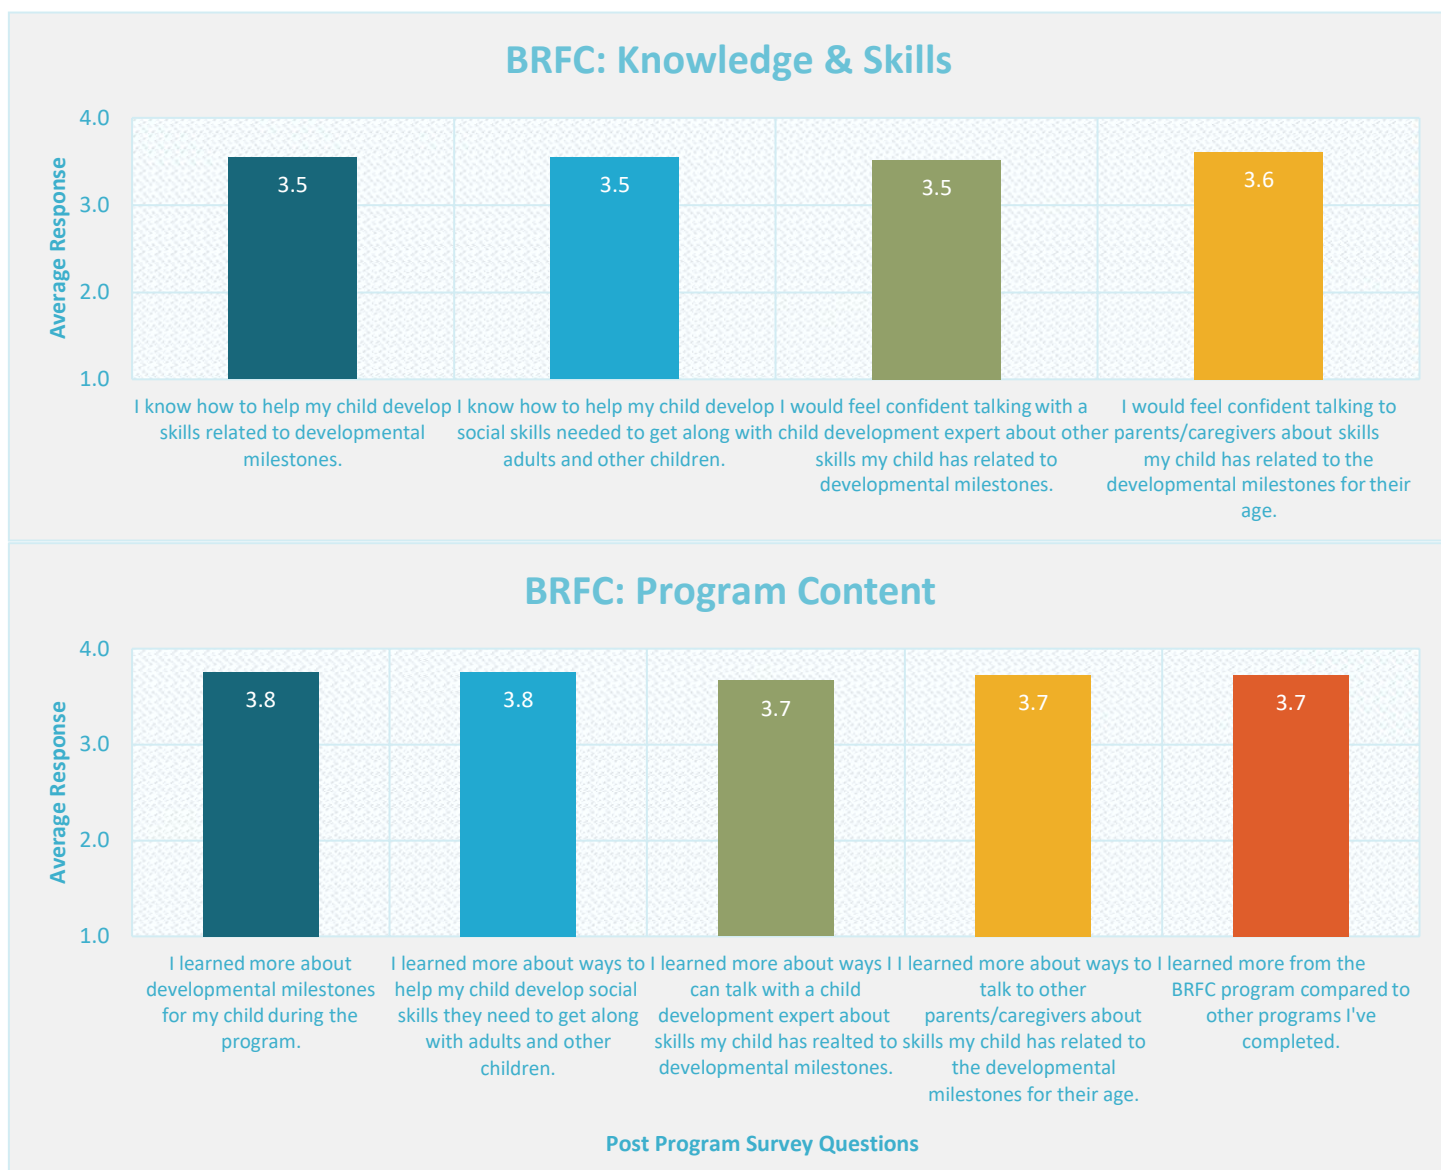 BRFC: Knowledge & Skills
4.0
3.0
2.0
1.0
Average Response
3.5
3.5
3.5
3.6
I know how to help my child develop
skills related to developmental
milestones.
I know how to help my child develop
social skills needed to get along with
adults and other children.
I would feel confident talking with a
child development expert about
skills my child has related to
developmental milestones.
I would feel confident talking to
other parents/caregivers about skills
my child has related to the
developmental milestones for their
age.
BRFC: Program Content
4.0
3.0
2.0
1.0
Average Response
3.8
3.8
3.7
3.7
3.7
I learned more about
developmental milestones
for my child during the
program.
I learned more about ways to
help my child develop social
skills they need to get along
with adults and other
children.
I learned more about ways I
can talk with a child
development expert about
skills my child has realted to
developmental milestones.
I learned more about ways to
talk to other
parents/caregivers about
skills my child has related to
the developmental
milestones for their age.
I learned more from the
BRFC program compared to
other programs I've
completed.
Post Program Survey Questions